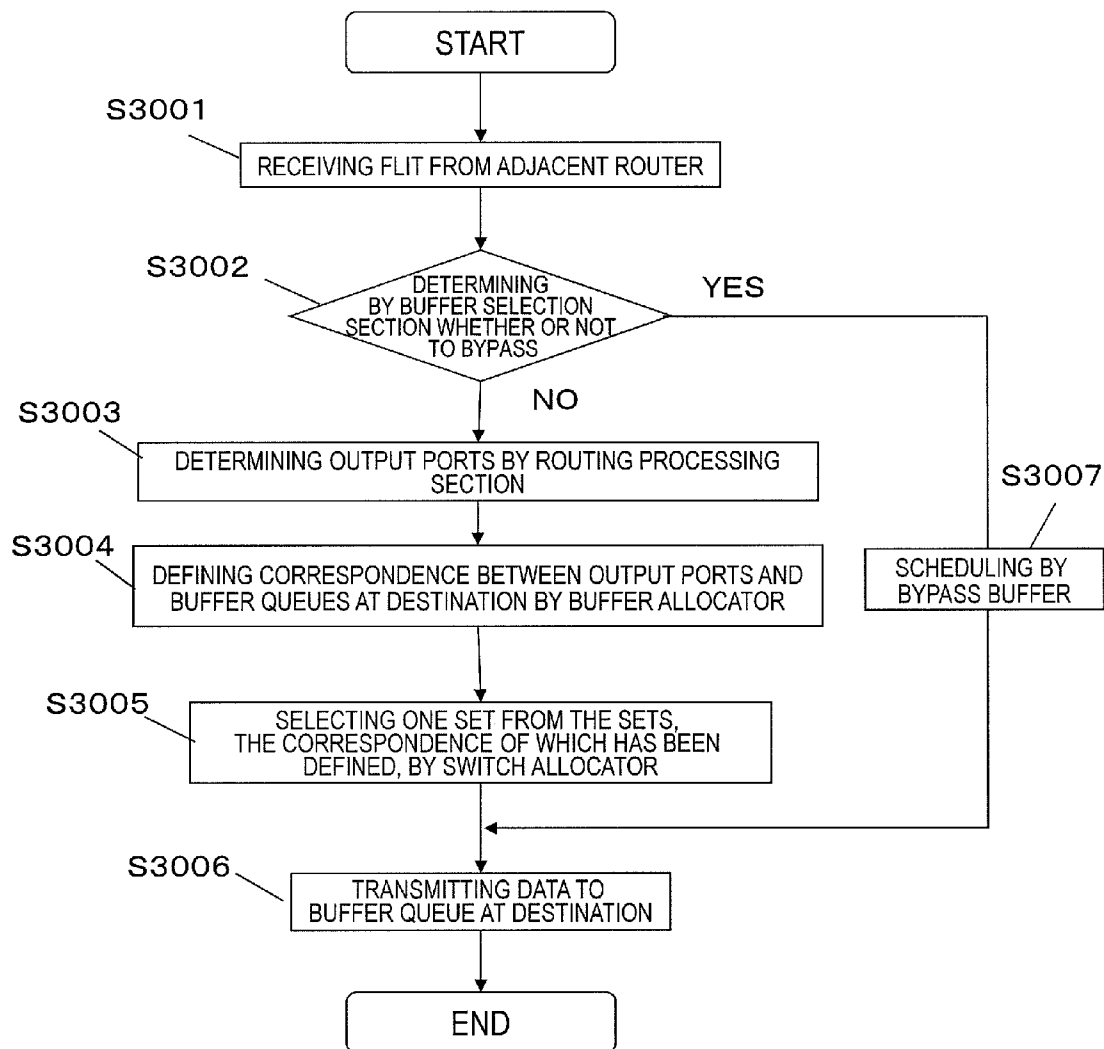 START
S3001
RECEIVING FLIT FROM ADJACENT ROUTER
S3002
DETERMINING
BY BUFFER SELECTION
SECTION WHETHER OR NOT
TO BYPASS
YES
NO
S3003
DETERMINING OUTPUT PORTS BY ROUTING PROCESSING
SECTION
S3004
DEFINING CORRESPONDENCE BETWEEN OUTPUT PORTS AND
BUFFER QUEUES AT DESTINATION BY BUFFER ALLOCATOR
S3007
SCHEDULING BY
BYPASS BUFFER
S3005
SELECTING ONE SET FROM THE SETS,
THE CORRESPONDENCE OF WHICH HAS BEEN
DEFINED, BY SWITCH ALLOCATOR
S3006
TRANSMITTING DATA TO
BUFFER QUEUE AT DESTINATION
END